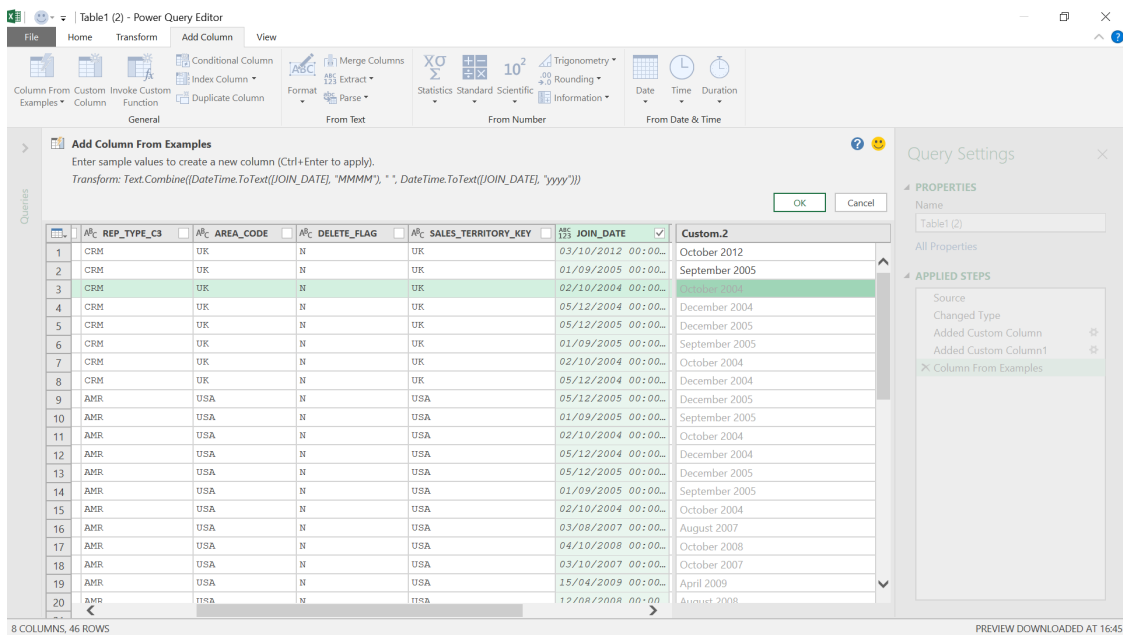 Table1 (2) - Power Query Editor
File Home Transform Add Column View
Column From Examples
Custom Column
Invoke Custom Function
Conditional Column
Index Column
Duplicate Column
General
Format
Merge Columns
Extract
Parse
From Text
Statistics
Standard
Scientific
Trigonometry
Rounding
Information
From Number
Date
Time
Duration
From Date & Time
Add Column From Examples
Enter sample values to create a new column (Ctrl+Enter to apply).
Transform: Text.Combine({DateTime.ToText([JOIN_DATE], "MMMM"), " ", DateTime.ToText([JOIN_DATE], "yyyy")})
OK Cancel
Queries
REP_TYPE_C3 AREA_CODE DELETE_FLAG SALES_TERRITORY_KEY JOIN_DATE Custom.2
1 CRM UK N UK 03/10/2012 00:00… October 2012
2 CRM UK N UK 01/09/2005 00:00… September 2005
3 CRM UK N UK 02/10/2004 00:00… October 2004
4 CRM UK N UK 05/12/2004 00:00… December 2004
5 CRM UK N UK 05/12/2005 00:00… December 2005
6 CRM UK N UK 01/09/2005 00:00… September 2005
7 CRM UK N UK 02/10/2004 00:00… October 2004
8 CRM UK N UK 05/12/2004 00:00… December 2004
9 AMR USA N USA 05/12/2005 00:00… December 2005
10 AMR USA N USA 01/09/2005 00:00… September 2005
11 AMR USA N USA 02/10/2004 00:00… October 2004
12 AMR USA N USA 05/12/2004 00:00… December 2004
13 AMR USA N USA 05/12/2005 00:00… December 2005
14 AMR USA N USA 01/09/2005 00:00… September 2005
15 AMR USA N USA 02/10/2004 00:00… October 2004
16 AMR USA N USA 03/08/2007 00:00… August 2007
17 AMR USA N USA 04/10/2008 00:00… October 2008
18 AMR USA N USA 03/10/2007 00:00… October 2007
19 AMR USA N USA 15/04/2009 00:00… April 2009
20 AMR USA N USA 12/08/2008 00:00 August 2008
Query Settings
PROPERTIES
Name
Table1 (2)
All Properties
APPLIED STEPS
Source
Changed Type
Added Custom Column
Added Custom Column1
Column From Examples
8 COLUMNS, 46 ROWS
PREVIEW DOWNLOADED AT 16:45